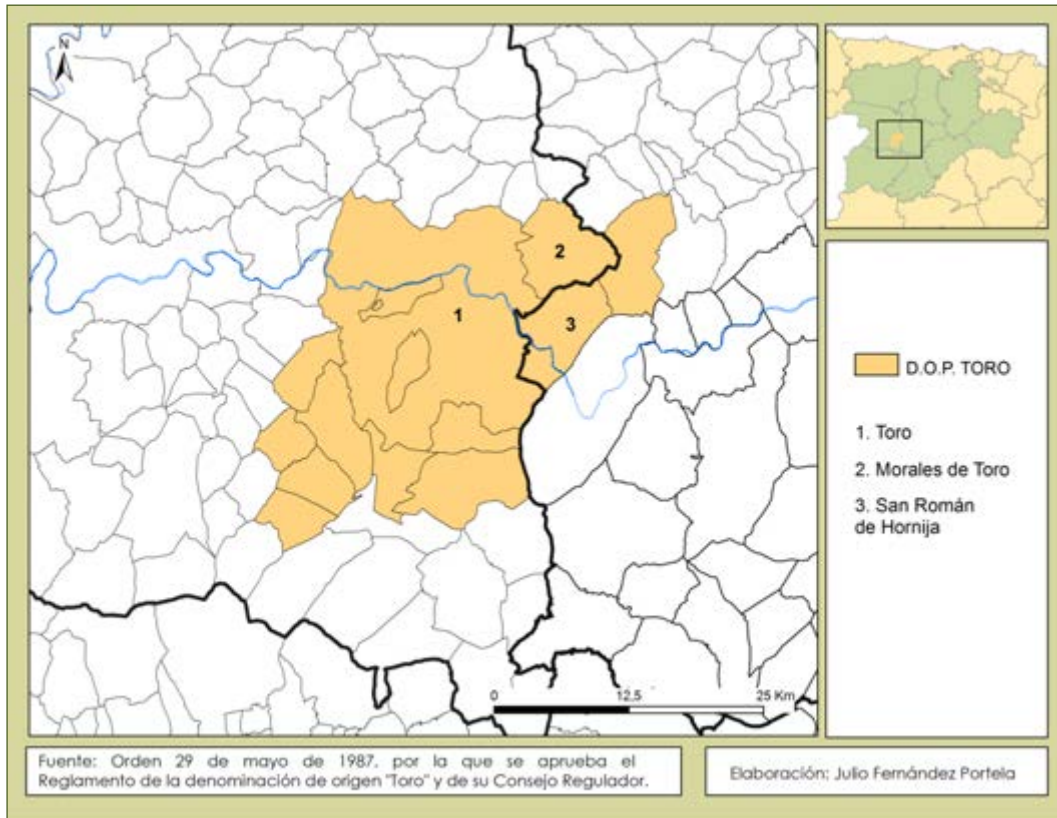 N
2
1
3
0
12,5
25 Km
D.O.P. TORO
1. Toro
2. Morales de Toro
3. San Román
de Hornija
Fuente: Orden 29 de mayo de 1987, por la que se aprueba el
Reglamento de la denominación de origen "Toro" y de su Consejo Regulador.
Elaboración: Julio Fernández Portela